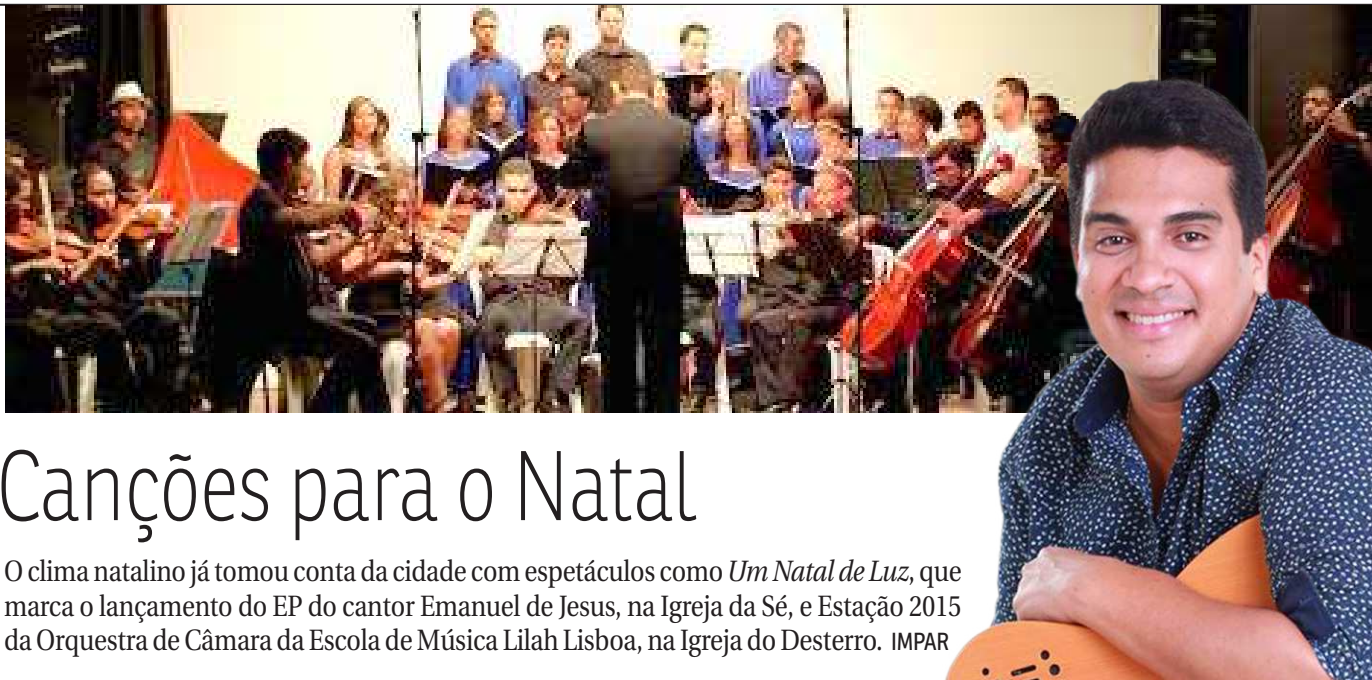 Canções para o Natal
O clima natalino já tomou conta da cidade com espetáculos como Um Natal de Luz, que
marca o lançamento do EP do cantor Emanuel de Jesus, na Igreja da Sé, e Estação 2015
da Orquestra de Câmara da Escola de Música Lilah Lisboa, na Igreja do Desterro. IMPAR